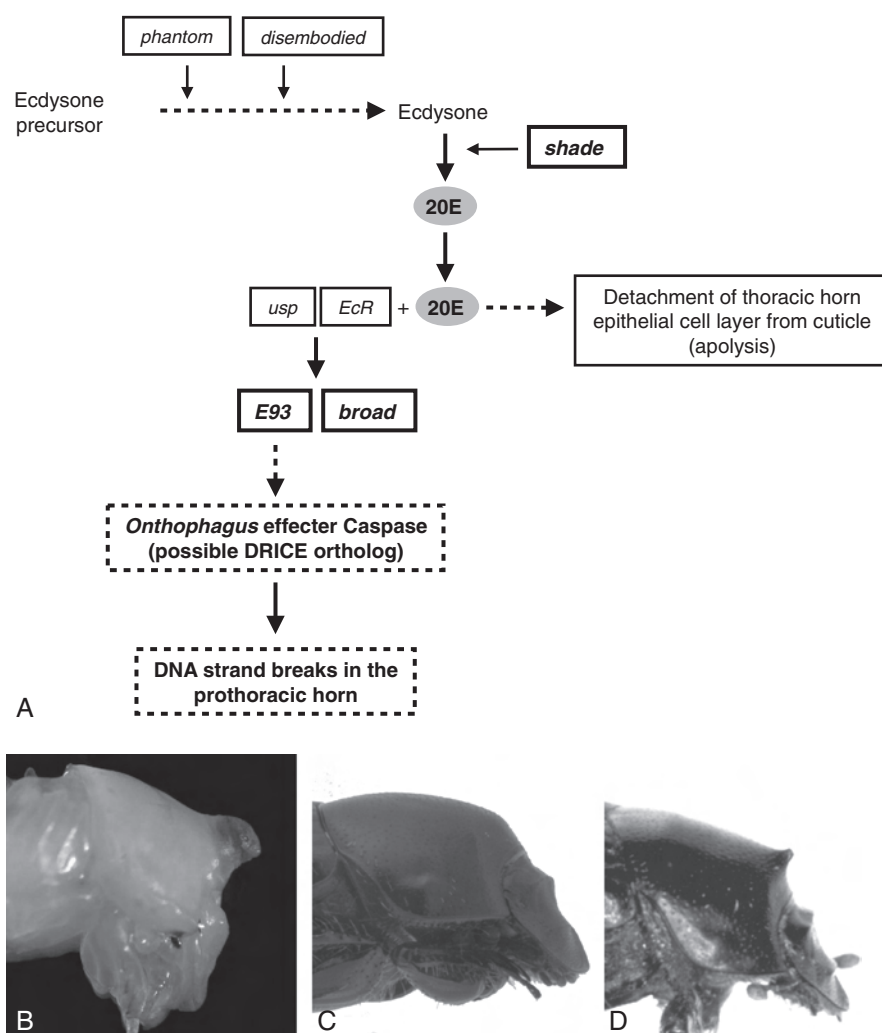 phantom
disembodied
Ecdysone
precursor
Ecdysone
shade
20E
usp
EcR
+
20E
Detachment of thoracic horn
epithelial cell layer from cuticle
(apolysis)
E93
broad
Onthophagus effecter Caspase
(possible DRICE ortholog)
DNA strand breaks in the
prothoracic horn
A
B
C
D